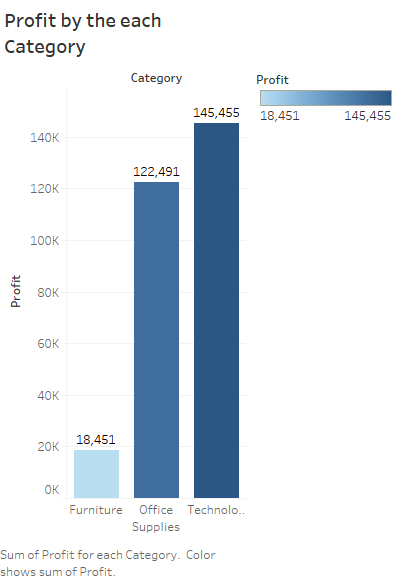 Profit by the each
Category
Category
Profit
18,451 145,455
145,455
140K
122,491
120K
100K
Profit
80K
60K
40K
18,451
20K
0K
Furniture Office Technolo..
Supplies
Sum of Profit for each Category. Color
shows sum of Profit.